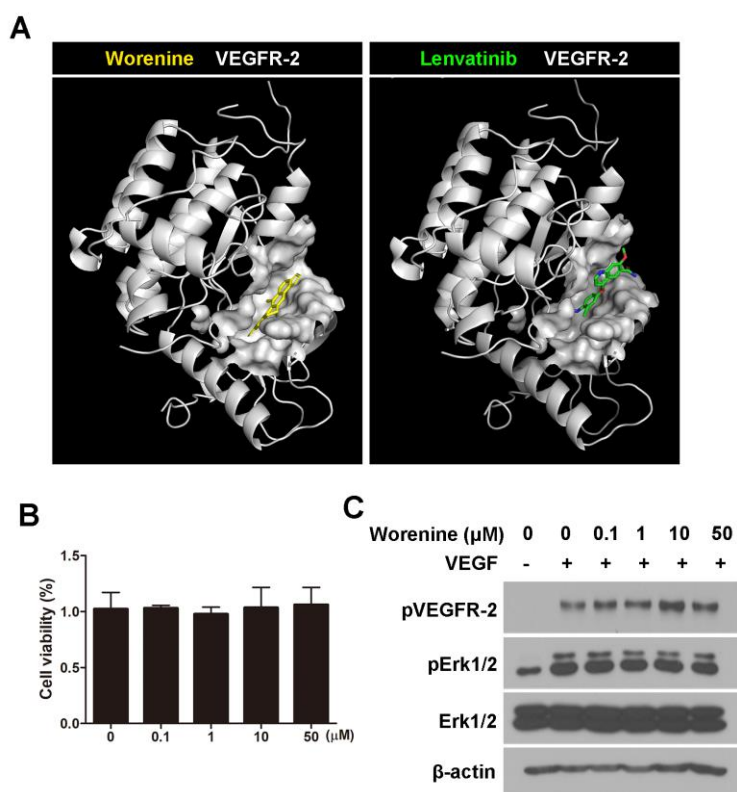 A
Worenine VEGFR-2
Lenvatinib VEGFR-2
B
Cell viability (%)
1.5
1.0
0.5
0.0
0 0.1 1 10 50 (μM)
C
Worenine (μM) 0 0 0.1 1 10 50
VEGF - + + + + +
pVEGFR-2
pErk1/2
Erk1/2
β-actin